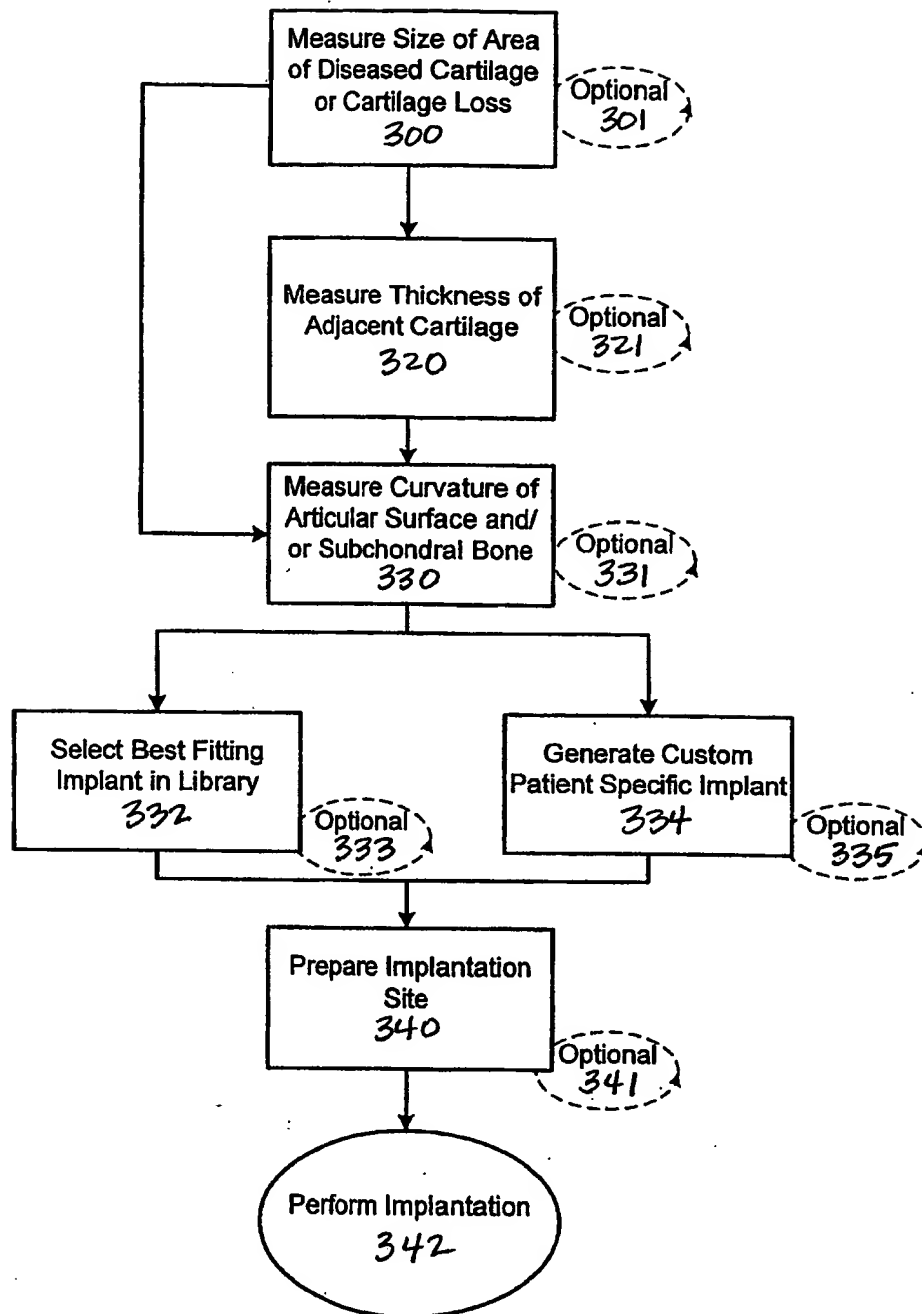 Measure Size of Area
of Diseased Cartilage
or Cartilage Loss
300
Optional
301
Measure Thickness of
Adjacent Cartilage
320
Optional
321
Measure Curvature of
Articular Surface and/
or Subchondral Bone
330
Optional
331
Select Best Fitting
Implant in Library
332
Optional
333
Generate Custom
Patient Specific Implant
334
Optional
335
Prepare Implantation
Site
340
Optional
341
Perform Implantation
342